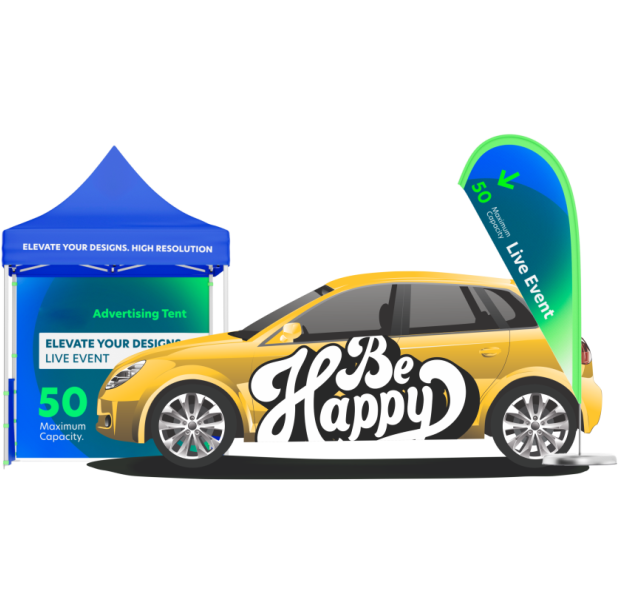 ELEVATE YOUR DESIGNS. HIGH RESOLUTION
Advertising Tent
ELEVATE YOUR DESIGNS
LIVE EVENT
50
Maximum
Capacity.
Be
Happy
50
Maximum
Capacity
Live Event